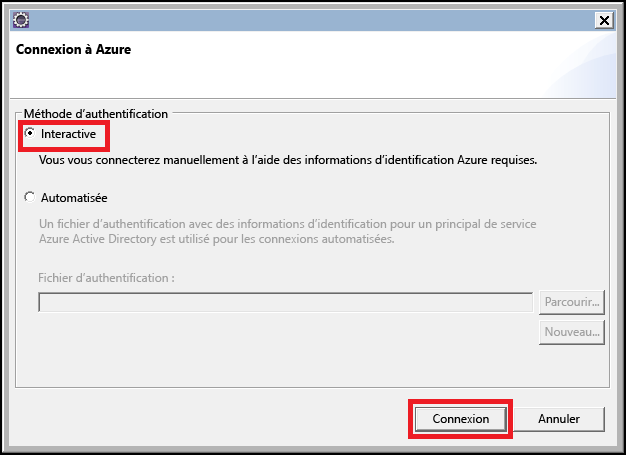 Connexion à Azure
Méthode d’authentification
Interactive
Vous vous connecterez manuellement à l’aide des informations d’identification Azure requises.
Automatisée
Un fichier d’authentification avec des informations d’identification pour un principal de service
Azure Active Directory est utilisé pour les connexions automatisées.
Fichier d’authentification :
Parcourir...
Nouveau...
Connexion
Annuler